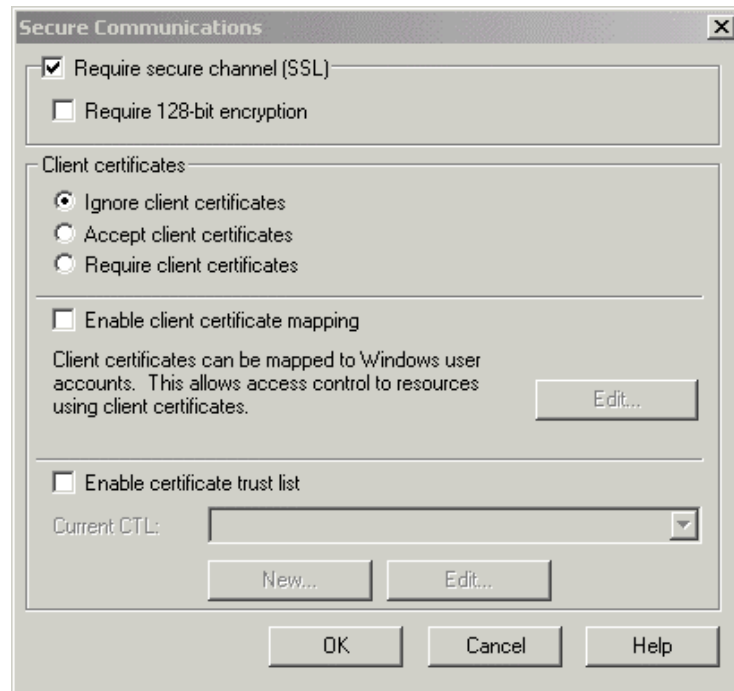 Secure Communications
Require secure channel (SSL)
Require 128-bit encryption
Client certificates
Ignore client certificates
Accept client certificates
Require client certificates
Enable client certificate mapping
Client certificates can be mapped to Windows user
accounts.  This allows access control to resources
using client certificates.
Edit...
Enable certificate trust list
Current CTL:
New...
Edit...
OK
Cancel
Help